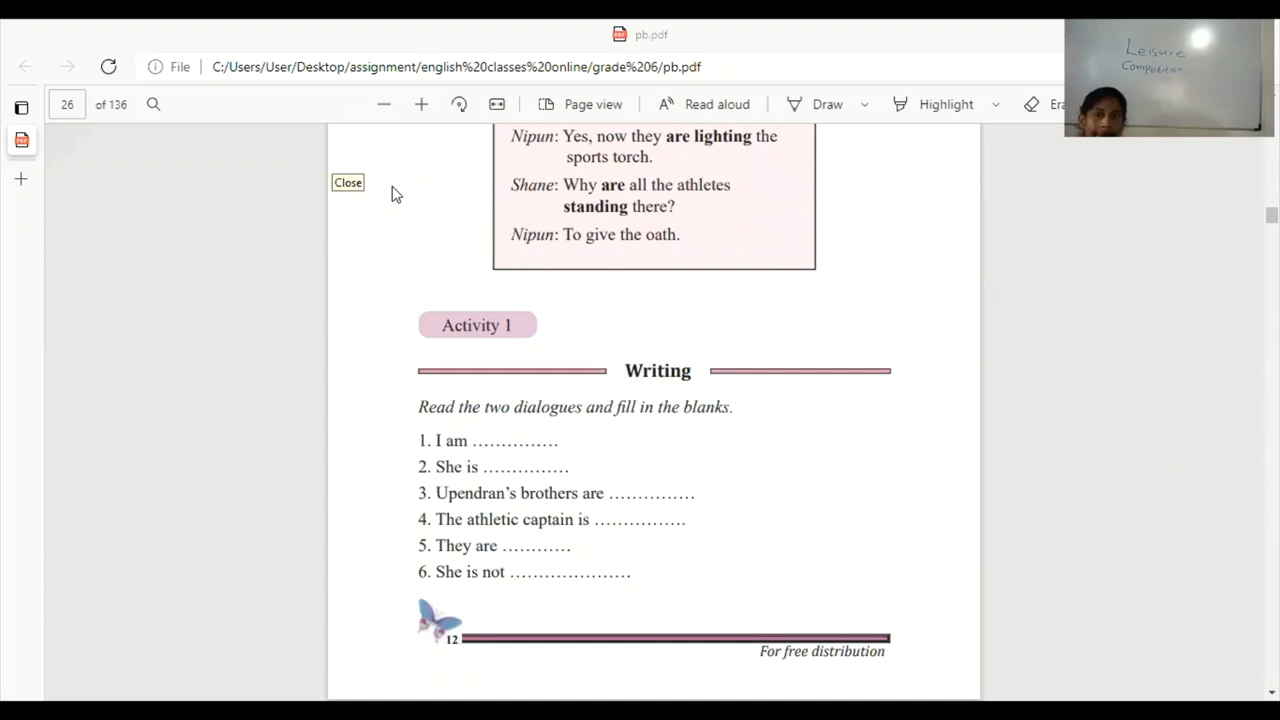 pb.pdf
File C:/Users/User/Desktop/assignment/english%20classes%20online/grade%206/pb.pdf
26 of 136 Page view Read aloud Draw Highlight Era
Leisure
Competition
Close
Nipun: Yes, now they are lighting the
sports torch.
Shane: Why are all the athletes
standing there?
Nipun: To give the oath.
Activity 1
Writing
Read the two dialogues and fill in the blanks.
1. I am ...............
2. She is ...............
3. Upendran's brothers are ...............
4. The athletic captain is ................
5. They are ............
6. She is not .....................
12
For free distribution